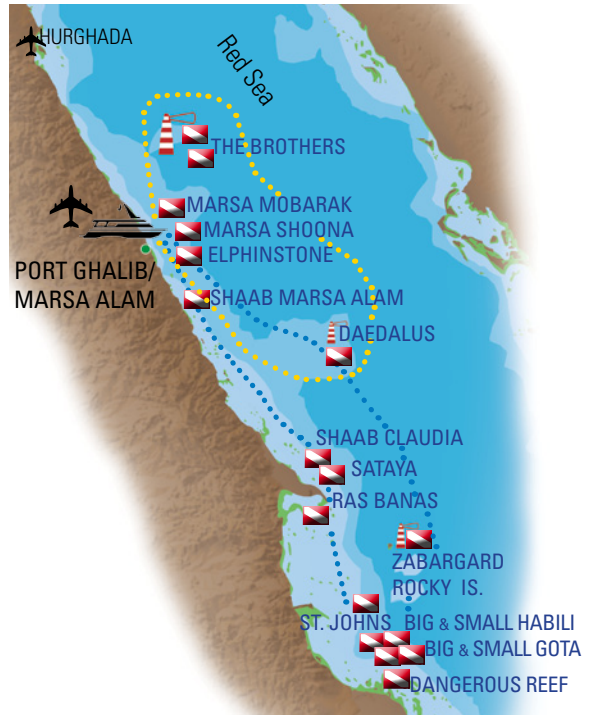 HURGHADA
Red Sea
THE BROTHERS
MARSA MOBARAK
MARSA SHOONA
ELPHINSTONE
PORT GHALIB/
MARSA ALAM
SHAAB MARSA ALAM
DAEDALUS
SHAAB CLAUDIA
SATAYA
RAS BANAS
ZABARGARD
ROCKY IS.
ST. JOHNS
BIG & SMALL HABILI
BIG & SMALL GOTA
DANGEROUS REEF